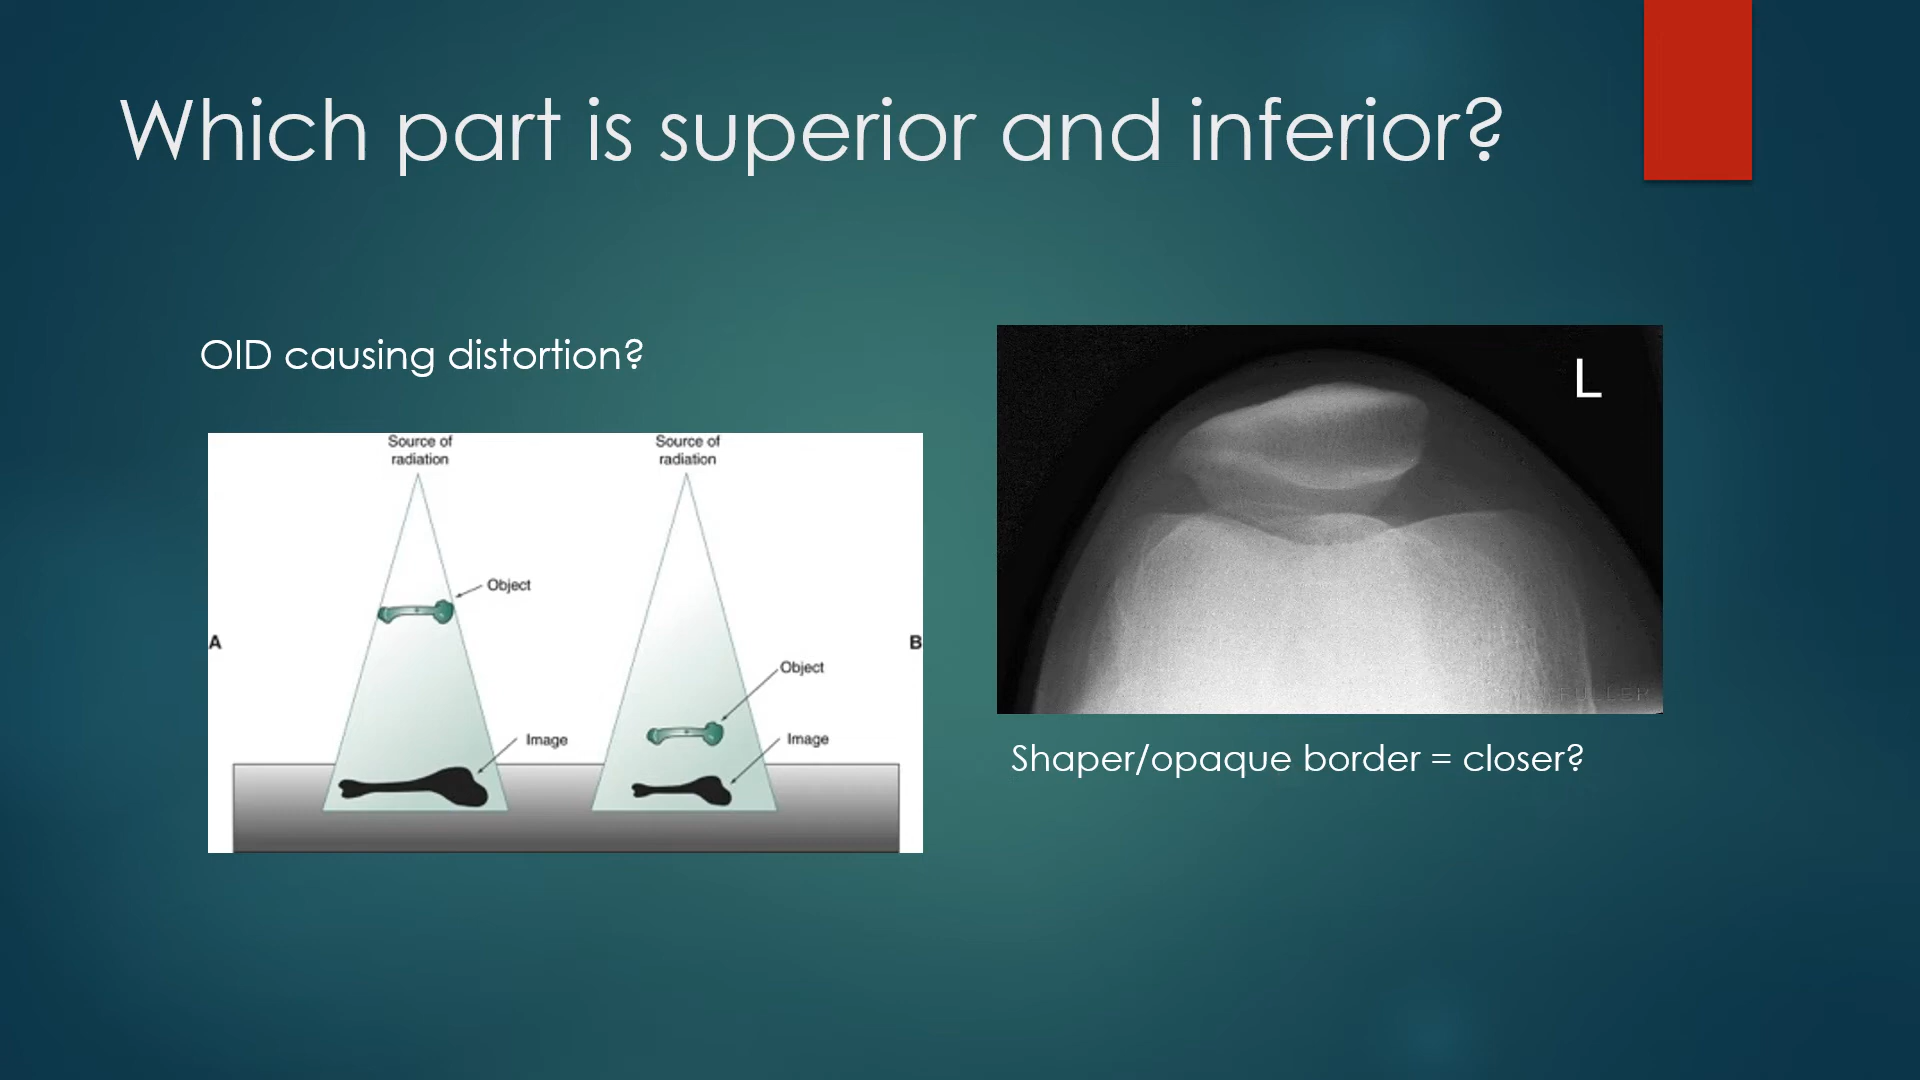 Which part is superior and inferior?
OID causing distortion?
Source of
radiation
Source of
radiation
Object
A
B
Object
Image
Image
L
FULLER
Shaper/opaque border = closer?